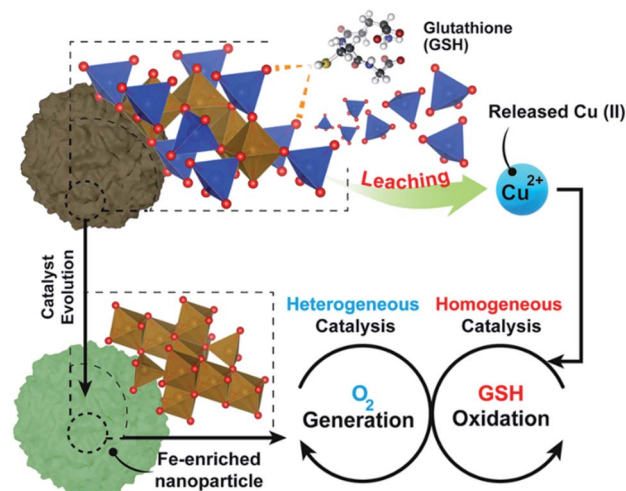 Glutathione
(GSH)
Released Cu (II)
Leaching
Cu2+
Catalyst
Evolution
Heterogeneous
Catalysis
Homogeneous
Catalysis
O2
Generation
GSH
Oxidation
Fe-enriched
nanoparticle